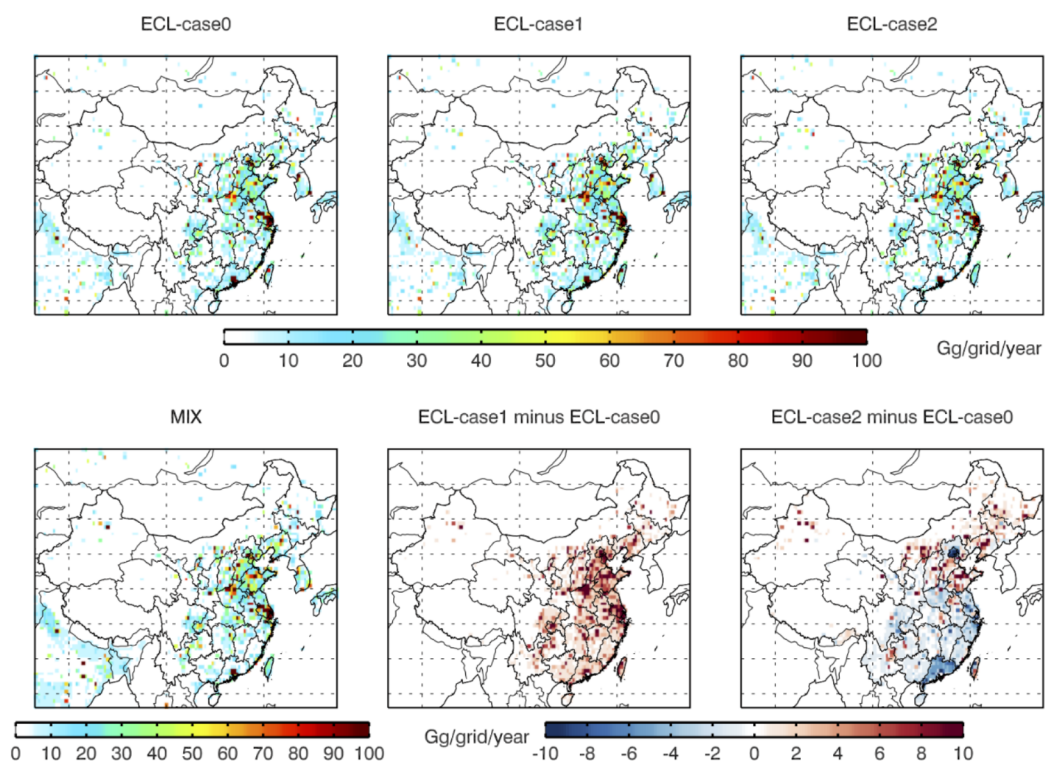 ECL-case0 ECL-case1 ECL-case2
0 10 20 30 40 50 60 70 80 90 100
Gg/grid/year
MIX ECL-case1 minus ECL-case0 ECL-case2 minus ECL-case0
0 10 20 30 40 50 60 70 80 90 100
Gg/grid/year
-10 -8 -6 -4 -2 0 2 4 6 8 10